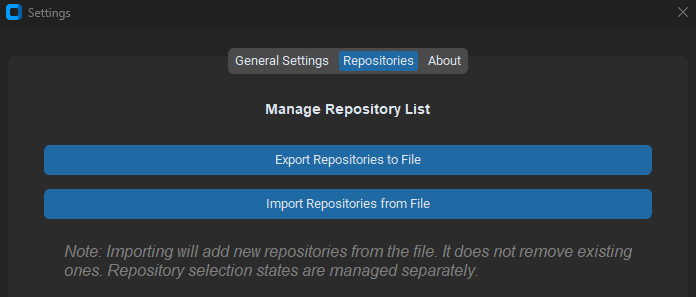 Settings
General Settings Repositories About
Manage Repository List
Export Repositories to File
Import Repositories from File
Note: Importing will add new repositories from the file. It does not remove existing
ones. Repository selection states are managed separately.